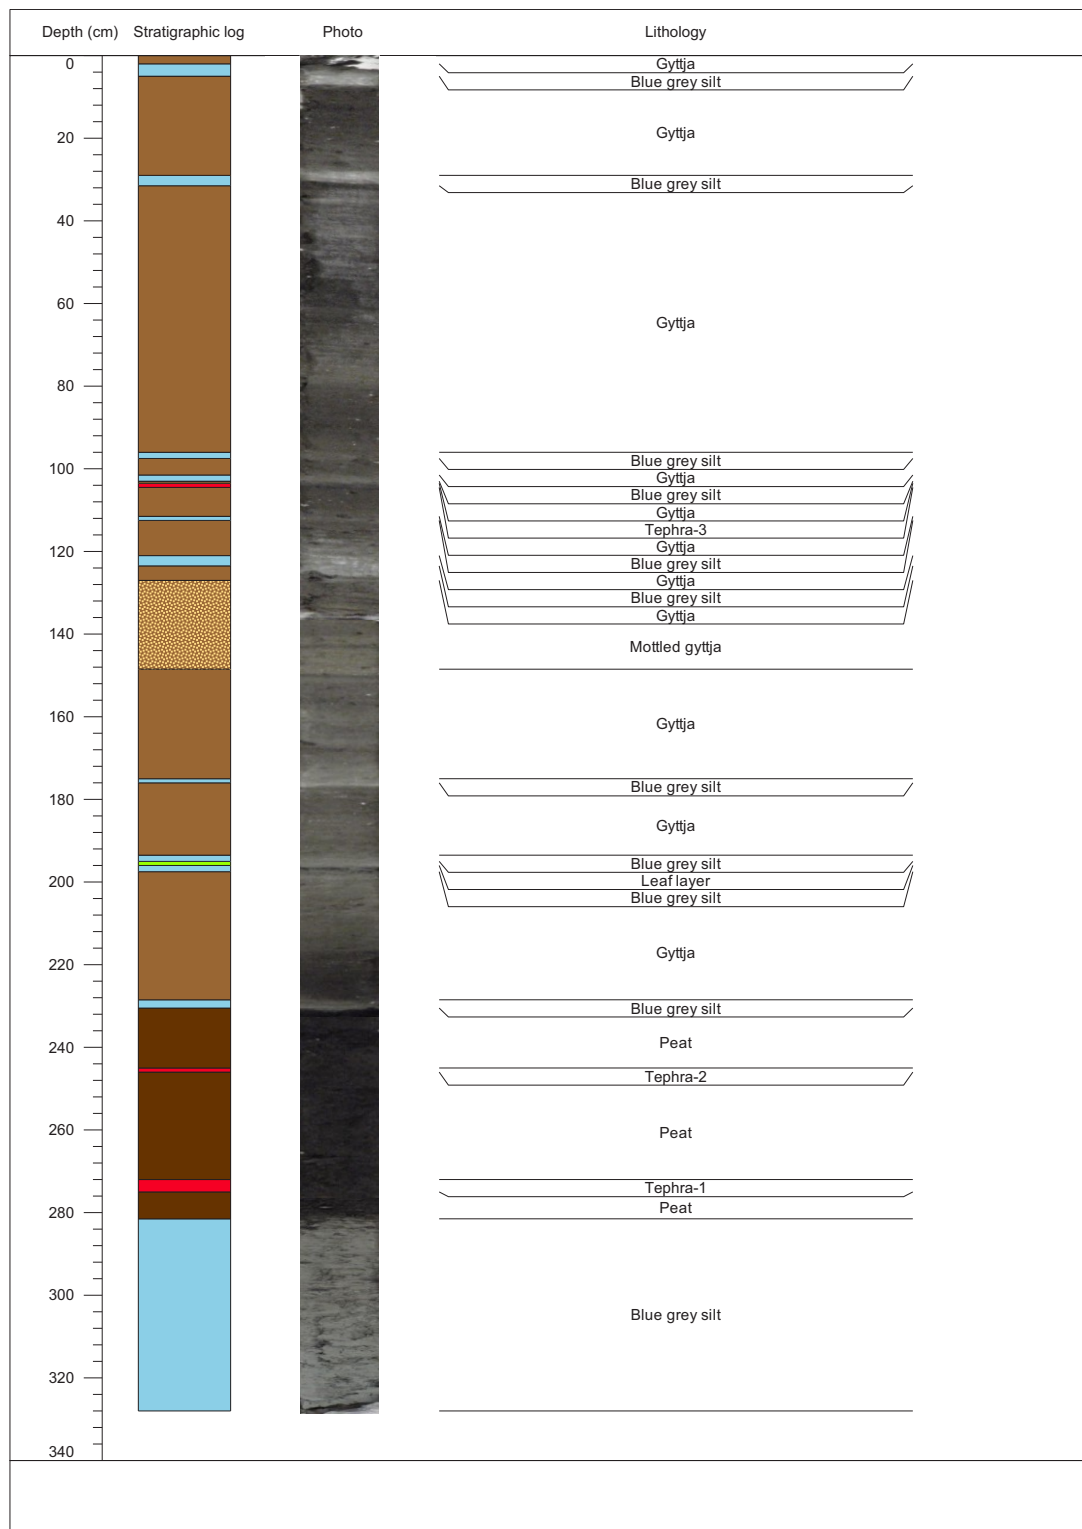 Depth (cm) Stratigraphic log Photo Lithology
0 Gyttja
Blue grey silt
20 Gyttja
Blue grey silt
40
60
Gyttja
80
Blue grey silt
100
Gyttja
Blue grey silt
Gyttja
Tephra-3
Gyttja
120
Blue grey silt
Gyttja
Blue grey silt
Gyttja
140
Mottled gyttja
160
Gyttja
Blue grey silt
180
Gyttja
Blue grey silt
200 Leaf layer
Blue grey silt
220
Gyttja
Blue grey silt
240 Peat
Tephra-2
260 Peat
Tephra-1
280 Peat
300
Blue grey silt
320
340